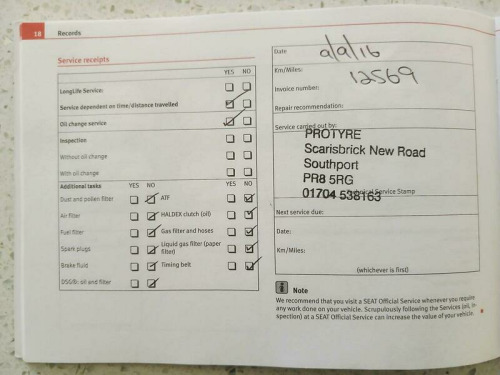 18 Records
Service receipts
YES NO
LongLife Service:
Service dependent on time/distance travelled
Oil change service
Inspection
Without oil change
With oil change
Additional tasks YES NO YES NO
Dust and pollen filter ATF
Air filter HALDEX clutch (oil)
Fuel filter Gas filter and hoses
Spark plugs Liquid gas filter (paper
filter)
Brake fluid Timing belt
DSG®: oil and filter
Date 9/9/16
Km/Miles: 12569
Invoice number:
Repair recommendation:
Service carried out by:
PROTYRE
Scarisbrick New Road
Southport
PR8 5RG
01704 538163
Service Stamp
Next service due:
Date:
Km/Miles:
(whichever is first)
i Note
We recommend that you visit a SEAT Official Service whenever you require
any work done on your vehicle. Scrupulously following the Services (oil, in-
spection) at a SEAT Official Service can increase the value of your vehicle.